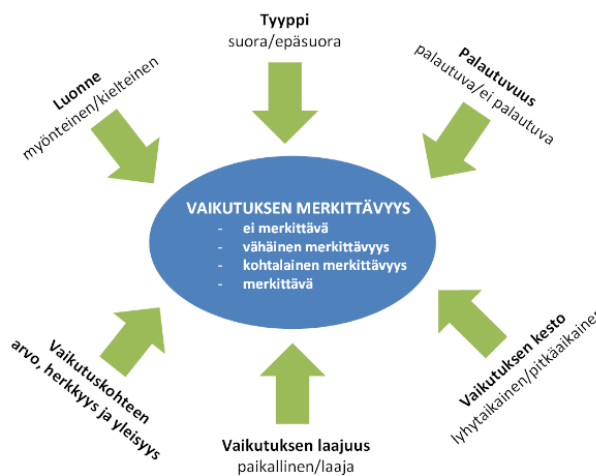 Tyyppi
suora/epäsuora
Luonne
myönteinen/kielteinen
Palautuvuus
palautuva/ei palautuva
VAIKUTUKSEN MERKITTÄVYYS
- ei merkittävä
- vähäinen merkittävyys
- kohtalainen merkittävyys
- merkittävä
Vaikutuskohteen
arvo, herkkyys ja yleisyys
Vaikutuksen laajuus
paikallinen/laaja
Vaikutuksen kesto
lyhytaikainen/pitkäaikainen